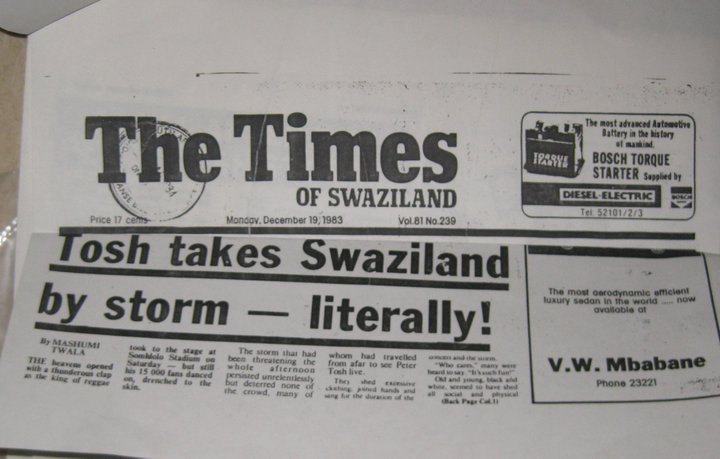 The Times
OF SWAZILAND
Price 17 cents
Monday, December 19, 1983
Vol.81 No.239
The most advanced Automotive
Battery in the history
of mankind.
TORQUE
STARTER
BOSCH TORQUE
STARTER Supplied by
DIESEL-ELECTRIC
BOSCH
Tel 52101/2/3
Tosh takes Swaziland
by storm — literally!
By MASHUMI
TWALA
THE heavens opened
with a thunderous clap
as the king of reggae
took to the stage at
Somhlolo Stadium on
Saturday — but still
his 15 000 fans danced
on, drenched to the
skin.
The storm that had
been threatening the
whole afternoon
persisted unrelentlessly
but deterred none of
the crowd, many of
whom had travelled
from afar to see Peter
Tosh live.
They shed excessive
clothing, joined hands and
sang for the duration of the
concert and the storm.
"Who cares," many were
heard to say. "It's such fun!"
Old and young, black and
white, seemed to have shed
all social and physical
(Back Page Col.1)
The most aerodynamic efficient
luxury sedan in the world ..... now
available at
V.W. Mbabane
Phone 23221